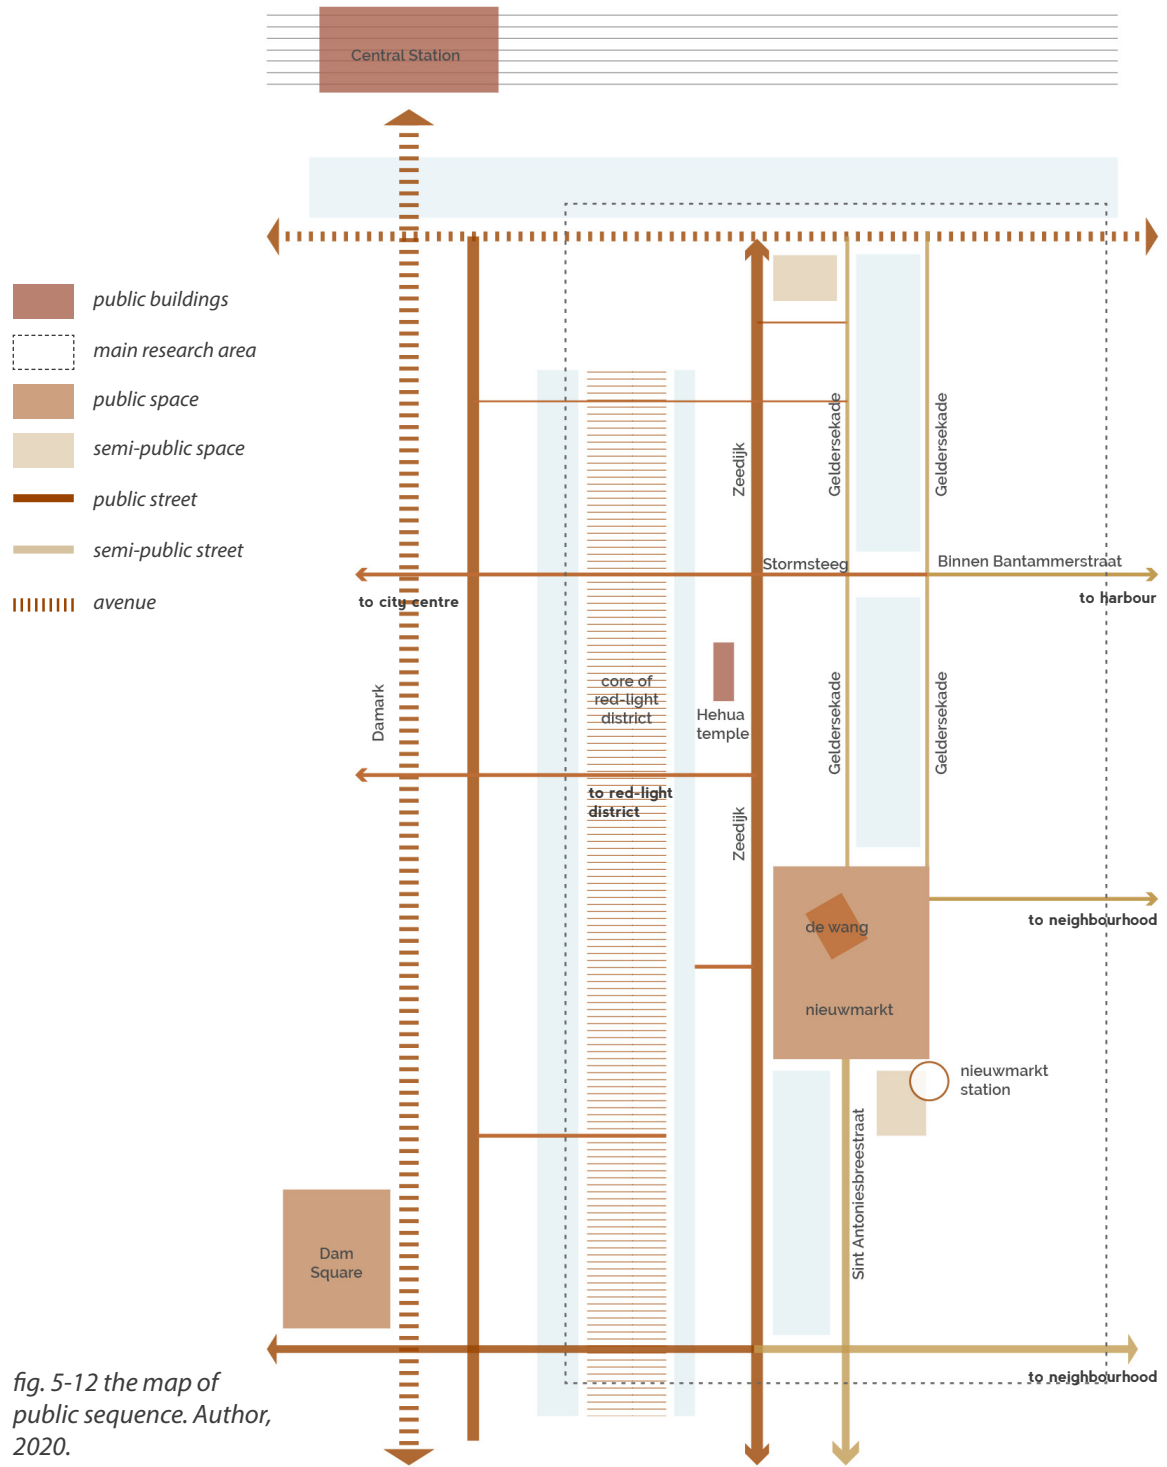 Central Station
public buildings
main research area
public space
semi-public space
public street
semi-public street
avenue
Zeedijk
Geldersekade
Geldersekade
Stormsteeg
Binnen Bantammerstraat
to city centre
to harbour
Damark
core of
red-light
district
Hehua
temple
Geldersekade
Geldersekade
to red-light
district
Zeedijk
de wang
to neighbourhood
nieuwmarkt
nieuwmarkt
station
Sint Antoniesbreestraat
Dam
Square
to neighbourhood
fig. 5-12 the map of
public sequence. Author,
2020.